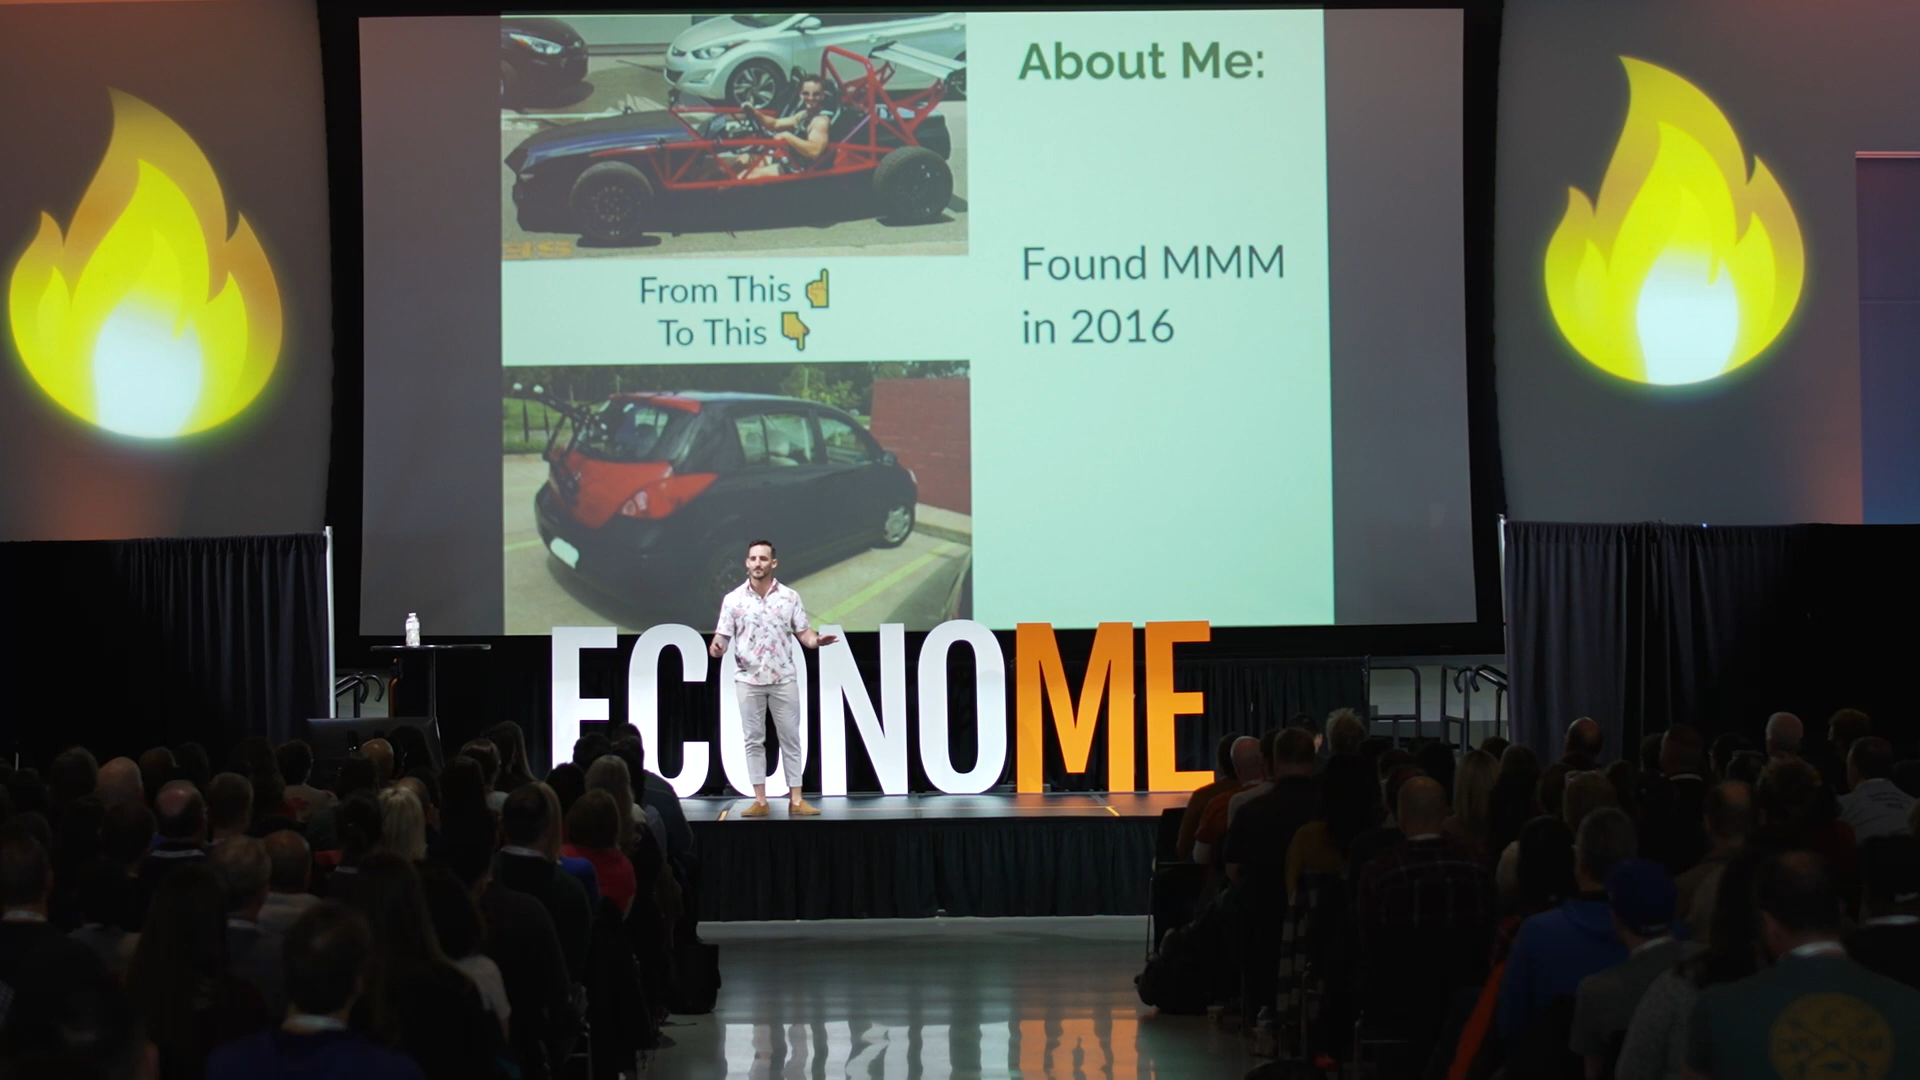 About Me:
From This 👆
To This 👇
Found MMM
in 2016
ECONOME